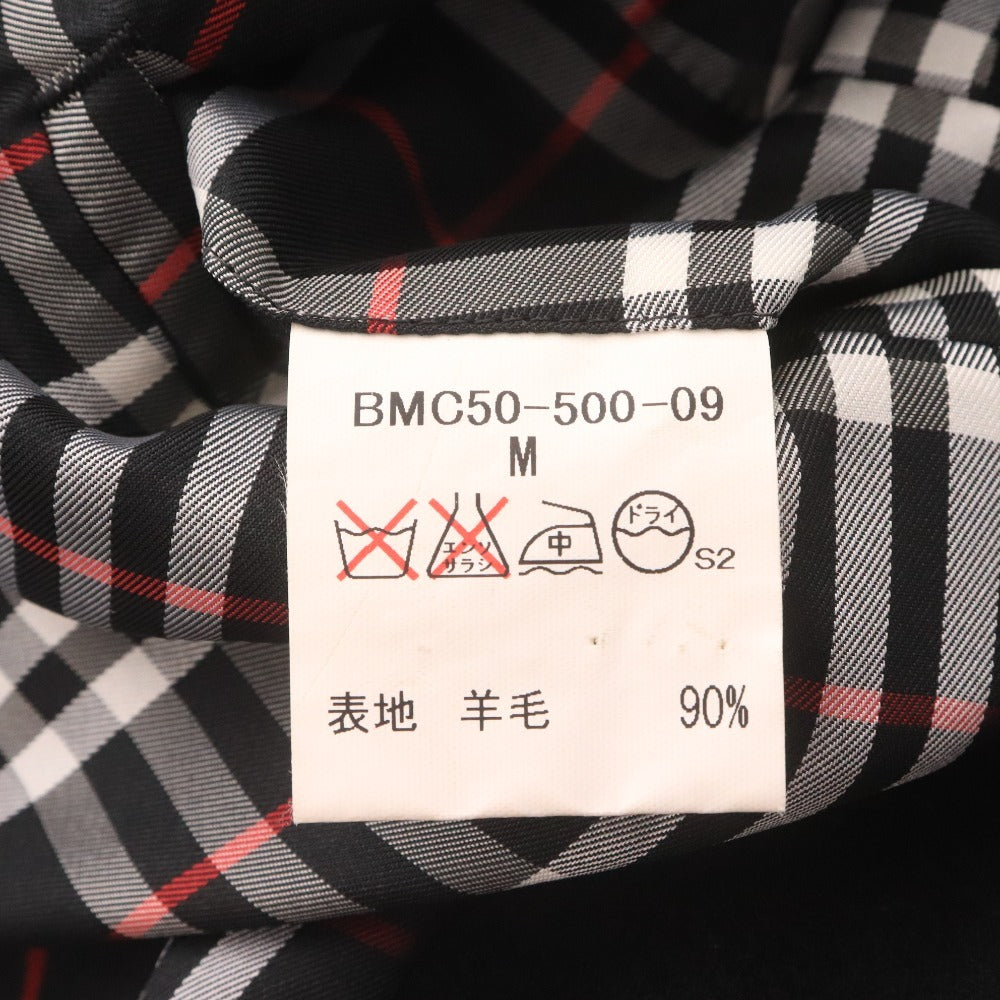 BMC50-500-09
M
エンソ
サラシ
中
ドライ
S2
表地 羊毛 90%